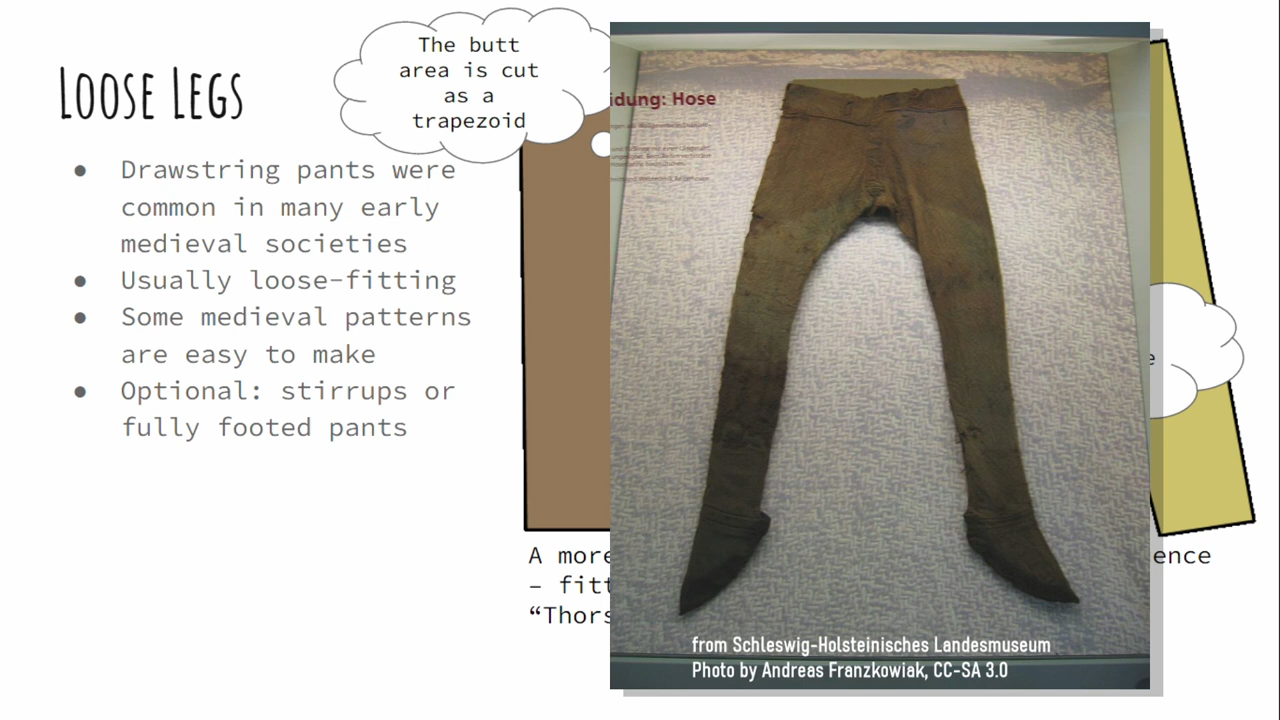 Loose Legs
The butt
area is cut
as a
trapezoid
● Drawstring pants were
common in many early
medieval societies
● Usually loose-fitting
● Some medieval patterns
are easy to make
● Optional: stirrups or
fully footed pants
idung: Hose
e
A more
ence
– fitt
“Thors
from Schleswig-Holsteinisches Landesmuseum
Photo by Andreas Franzkowiak, CC-SA 3.0